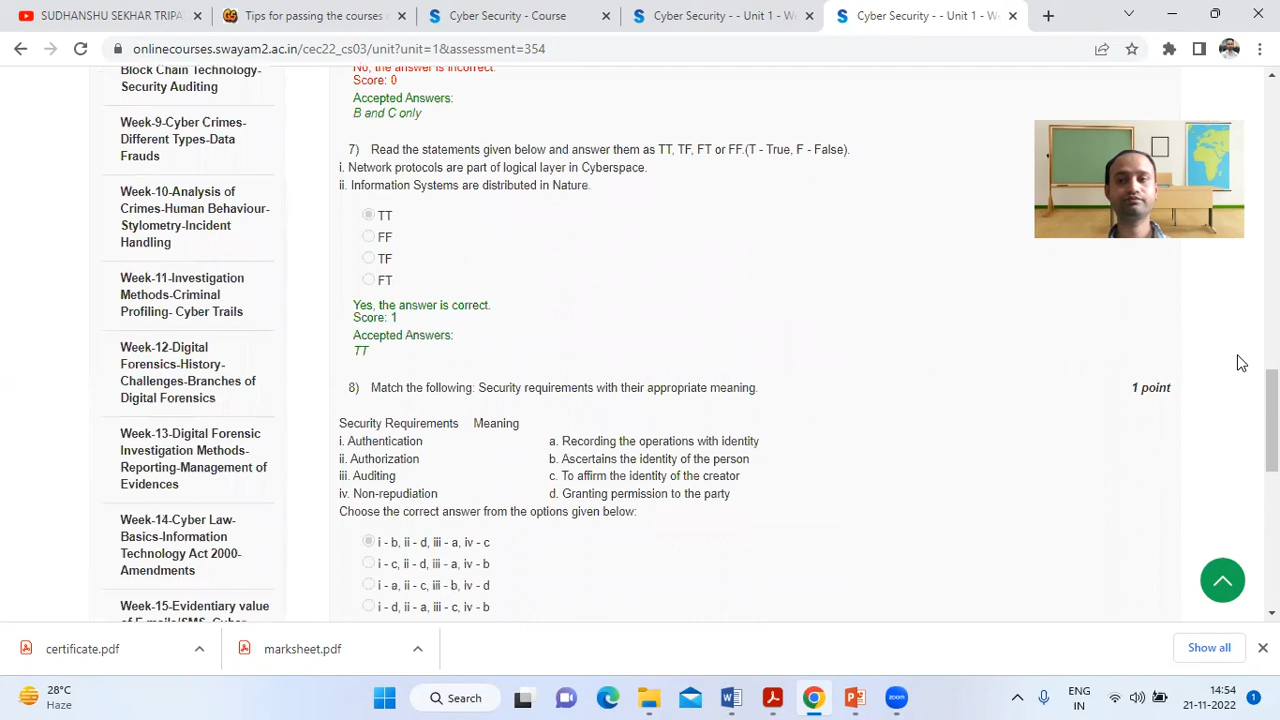 SUDHANSHU SEKHAR TRIPA
Tips for passing the courses o
Cyber Security - Course
Cyber Security - - Unit 1 - We
Cyber Security - - Unit 1 - We
onlinecourses.swayam2.ac.in/cec22_cs03/unit?unit=1&assessment=354
Block Chain Technology-
Security Auditing
Week-9-Cyber Crimes-
Different Types-Data
Frauds
Week-10-Analysis of
Crimes-Human Behaviour-
Stylometry-Incident
Handling
Week-11-Investigation
Methods-Criminal
Profiling- Cyber Trails
Week-12-Digital
Forensics-History-
Challenges-Branches of
Digital Forensics
Week-13-Digital Forensic
Investigation Methods-
Reporting-Management of
Evidences
Week-14-Cyber Law-
Basics-Information
Technology Act 2000-
Amendments
Week-15-Evidentiary value
of E mails/SMS- Cyber
No, the answer is incorrect.
Score: 0
Accepted Answers:
B and C only
7) Read the statements given below and answer them as TT, TF, FT or FF.(T - True, F - False).
i. Network protocols are part of logical layer in Cyberspace.
ii. Information Systems are distributed in Nature.
TT
FF
TF
FT
Yes, the answer is correct.
Score: 1
Accepted Answers:
TT
8) Match the following: Security requirements with their appropriate meaning. 1 point
Security Requirements Meaning
i. Authentication a. Recording the operations with identity
ii. Authorization b. Ascertains the identity of the person
iii. Auditing c. To affirm the identity of the creator
iv. Non-repudiation d. Granting permission to the party
Choose the correct answer from the options given below:
i - b, ii - d, iii - a, iv - c
i - c, ii - d, iii - a, iv - b
i - a, ii - c, iii - b, iv - d
i - d, ii - a, iii - c, iv - b
certificate.pdf
marksheet.pdf
Show all
28°C
Haze
Search
ENG
IN
14:54
21-11-2022
1